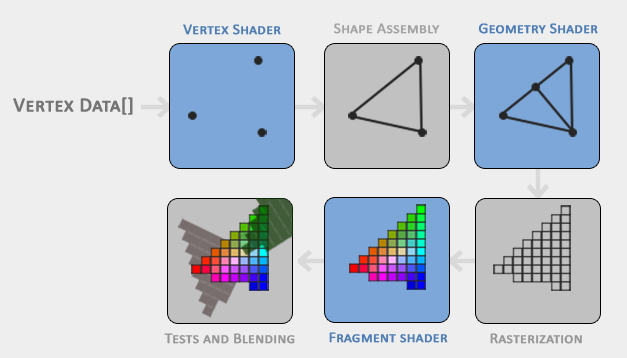 Vertex Shader
Shape Assembly
Geometry Shader
Vertex Data[]
Tests and Blending
Fragment shader
Rasterization